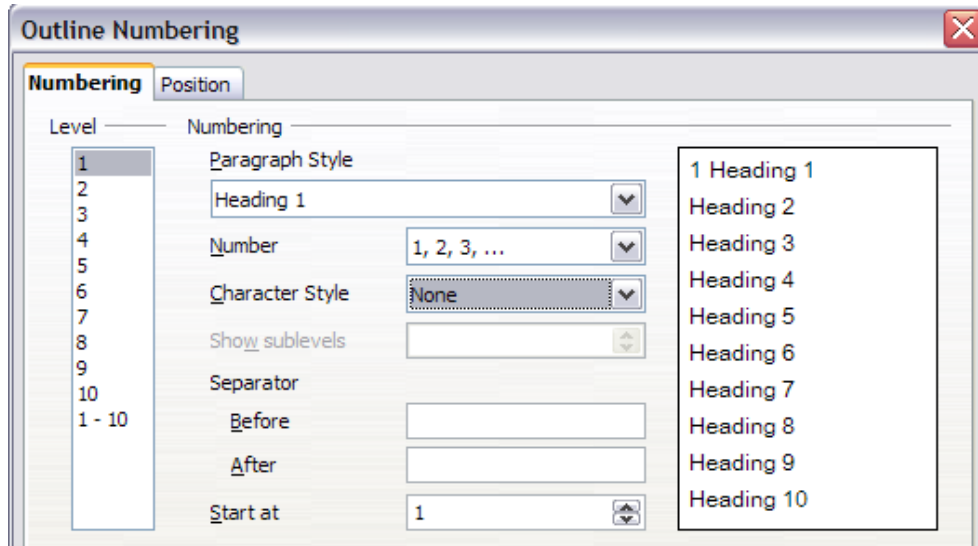 Outline Numbering
Numbering Position
Level
1
2
3
4
5
6
7
8
9
10
1 - 10
Numbering
Paragraph Style
Heading 1
Number 1, 2, 3, ...
Character Style None
Show sublevels
Separator
Before
After
Start at 1
1 Heading 1
Heading 2
Heading 3
Heading 4
Heading 5
Heading 6
Heading 7
Heading 8
Heading 9
Heading 10